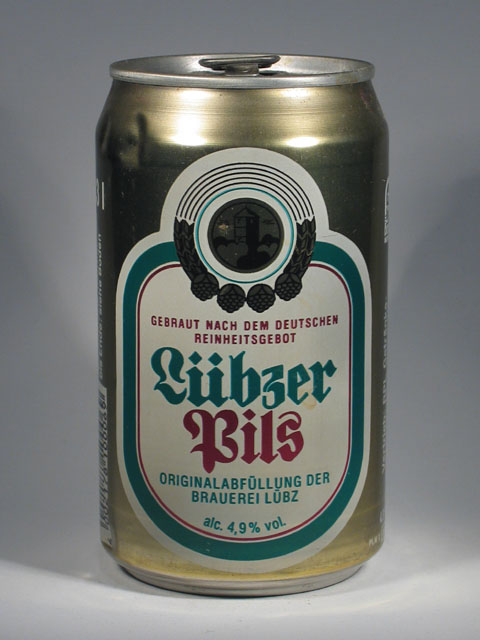 GEBRAUT NACH DEM DEUTSCHEN
REINHEITSGEBOT
Lübzer
Pils
ORIGINALABFÜLLUNG DER
BRAUEREI LÜBZ
alc. 4,9% vol.